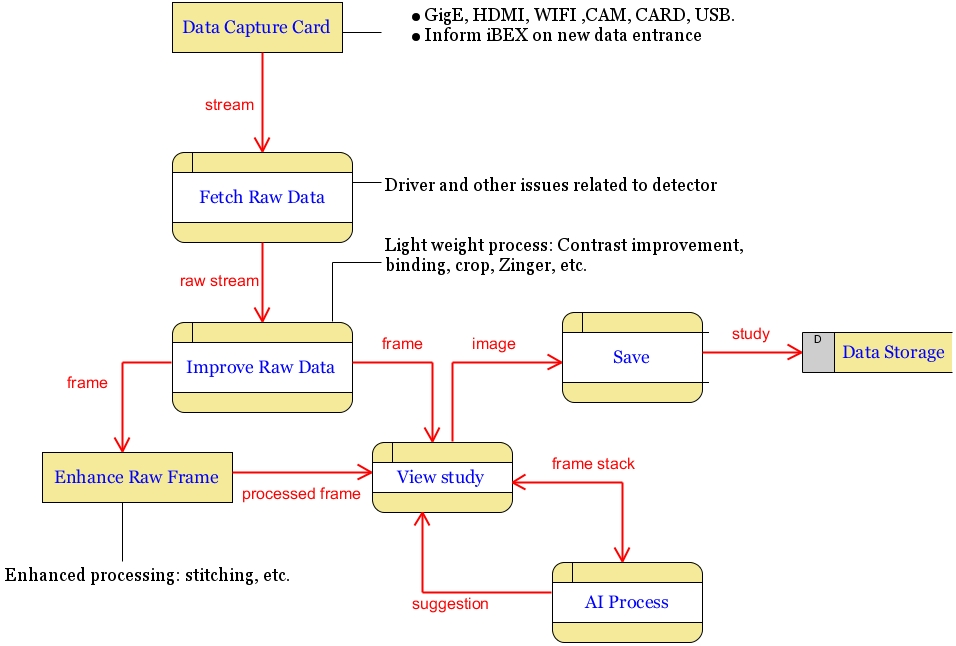 Data Capture Card
● GigE, HDMI, WIFI ,CAM, CARD, USB.
● Inform iBEX on new data entrance
stream
Fetch Raw Data
Driver and other issues related to detector
raw stream
Light weight process: Contrast improvement,
binding, crop, Zinger, etc.
Improve Raw Data
frame
frame
image
Save
study
D
Data Storage
Enhance Raw Frame
processed frame
View study
frame stack
Enhanced processing: stitching, etc.
suggestion
AI Process